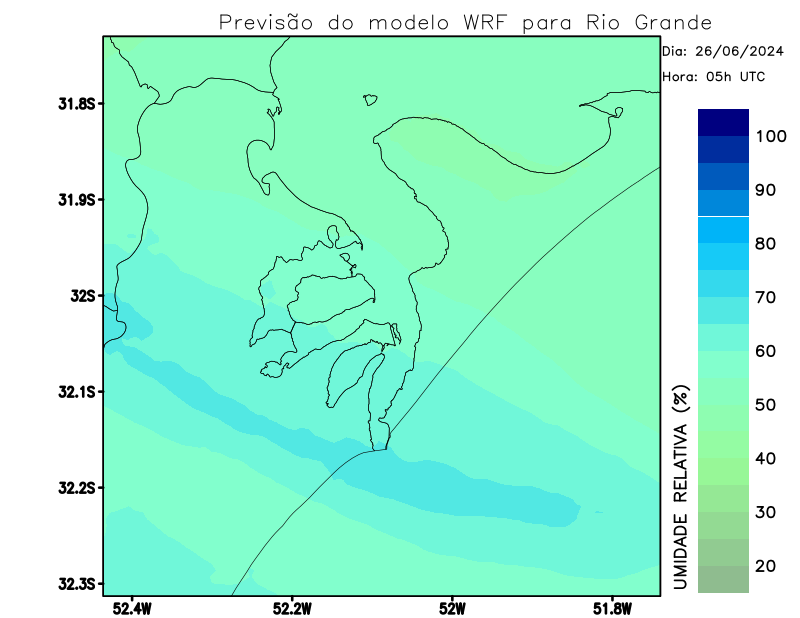 Previsão do modelo WRF para Rio Grande
Dia: 26/06/2024
Hora: 05h UTC
31.8S
31.9S
32S
32.1S
32.2S
32.3S
52.4W
52.2W
52W
51.8W
UMIDADE RELATIVA (%)
100
90
80
70
60
50
40
30
20